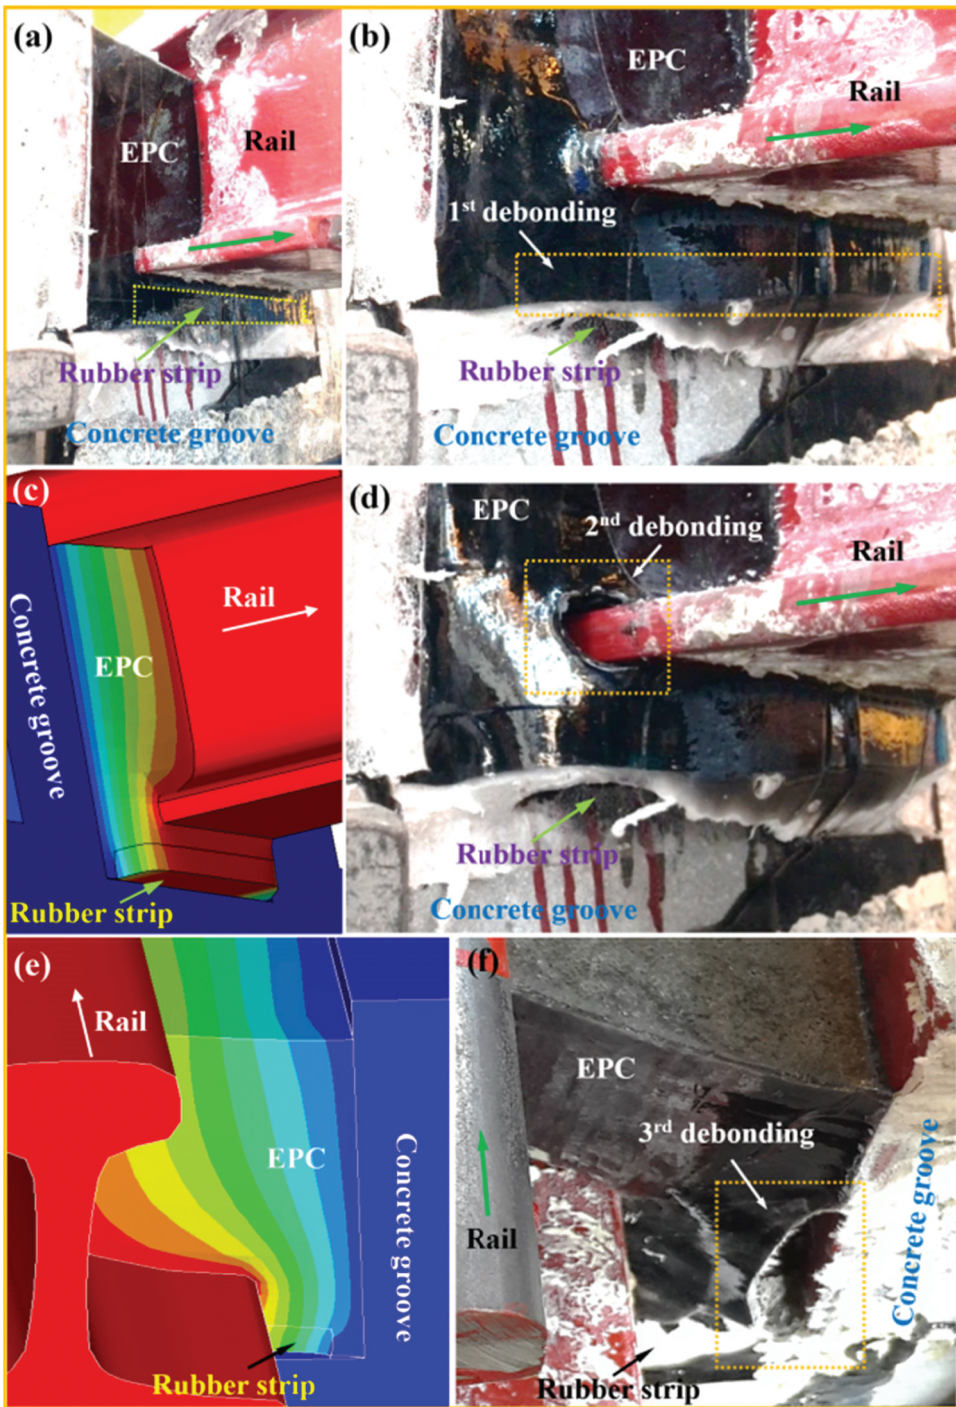 (a)
EPC
Rail
Rubber strip
Concrete groove
(b)
EPC
Rail
1st debonding
Rubber strip
Concrete groove
(c)
Rail
EPC
Concrete groove
Rubber strip
(d)
EPC
2nd debonding
Rail
Rubber strip
Concrete groove
(e)
Rail
EPC
Concrete groove
Rubber strip
(f)
EPC
3rd debonding
Rail
Concrete groove
Rubber strip